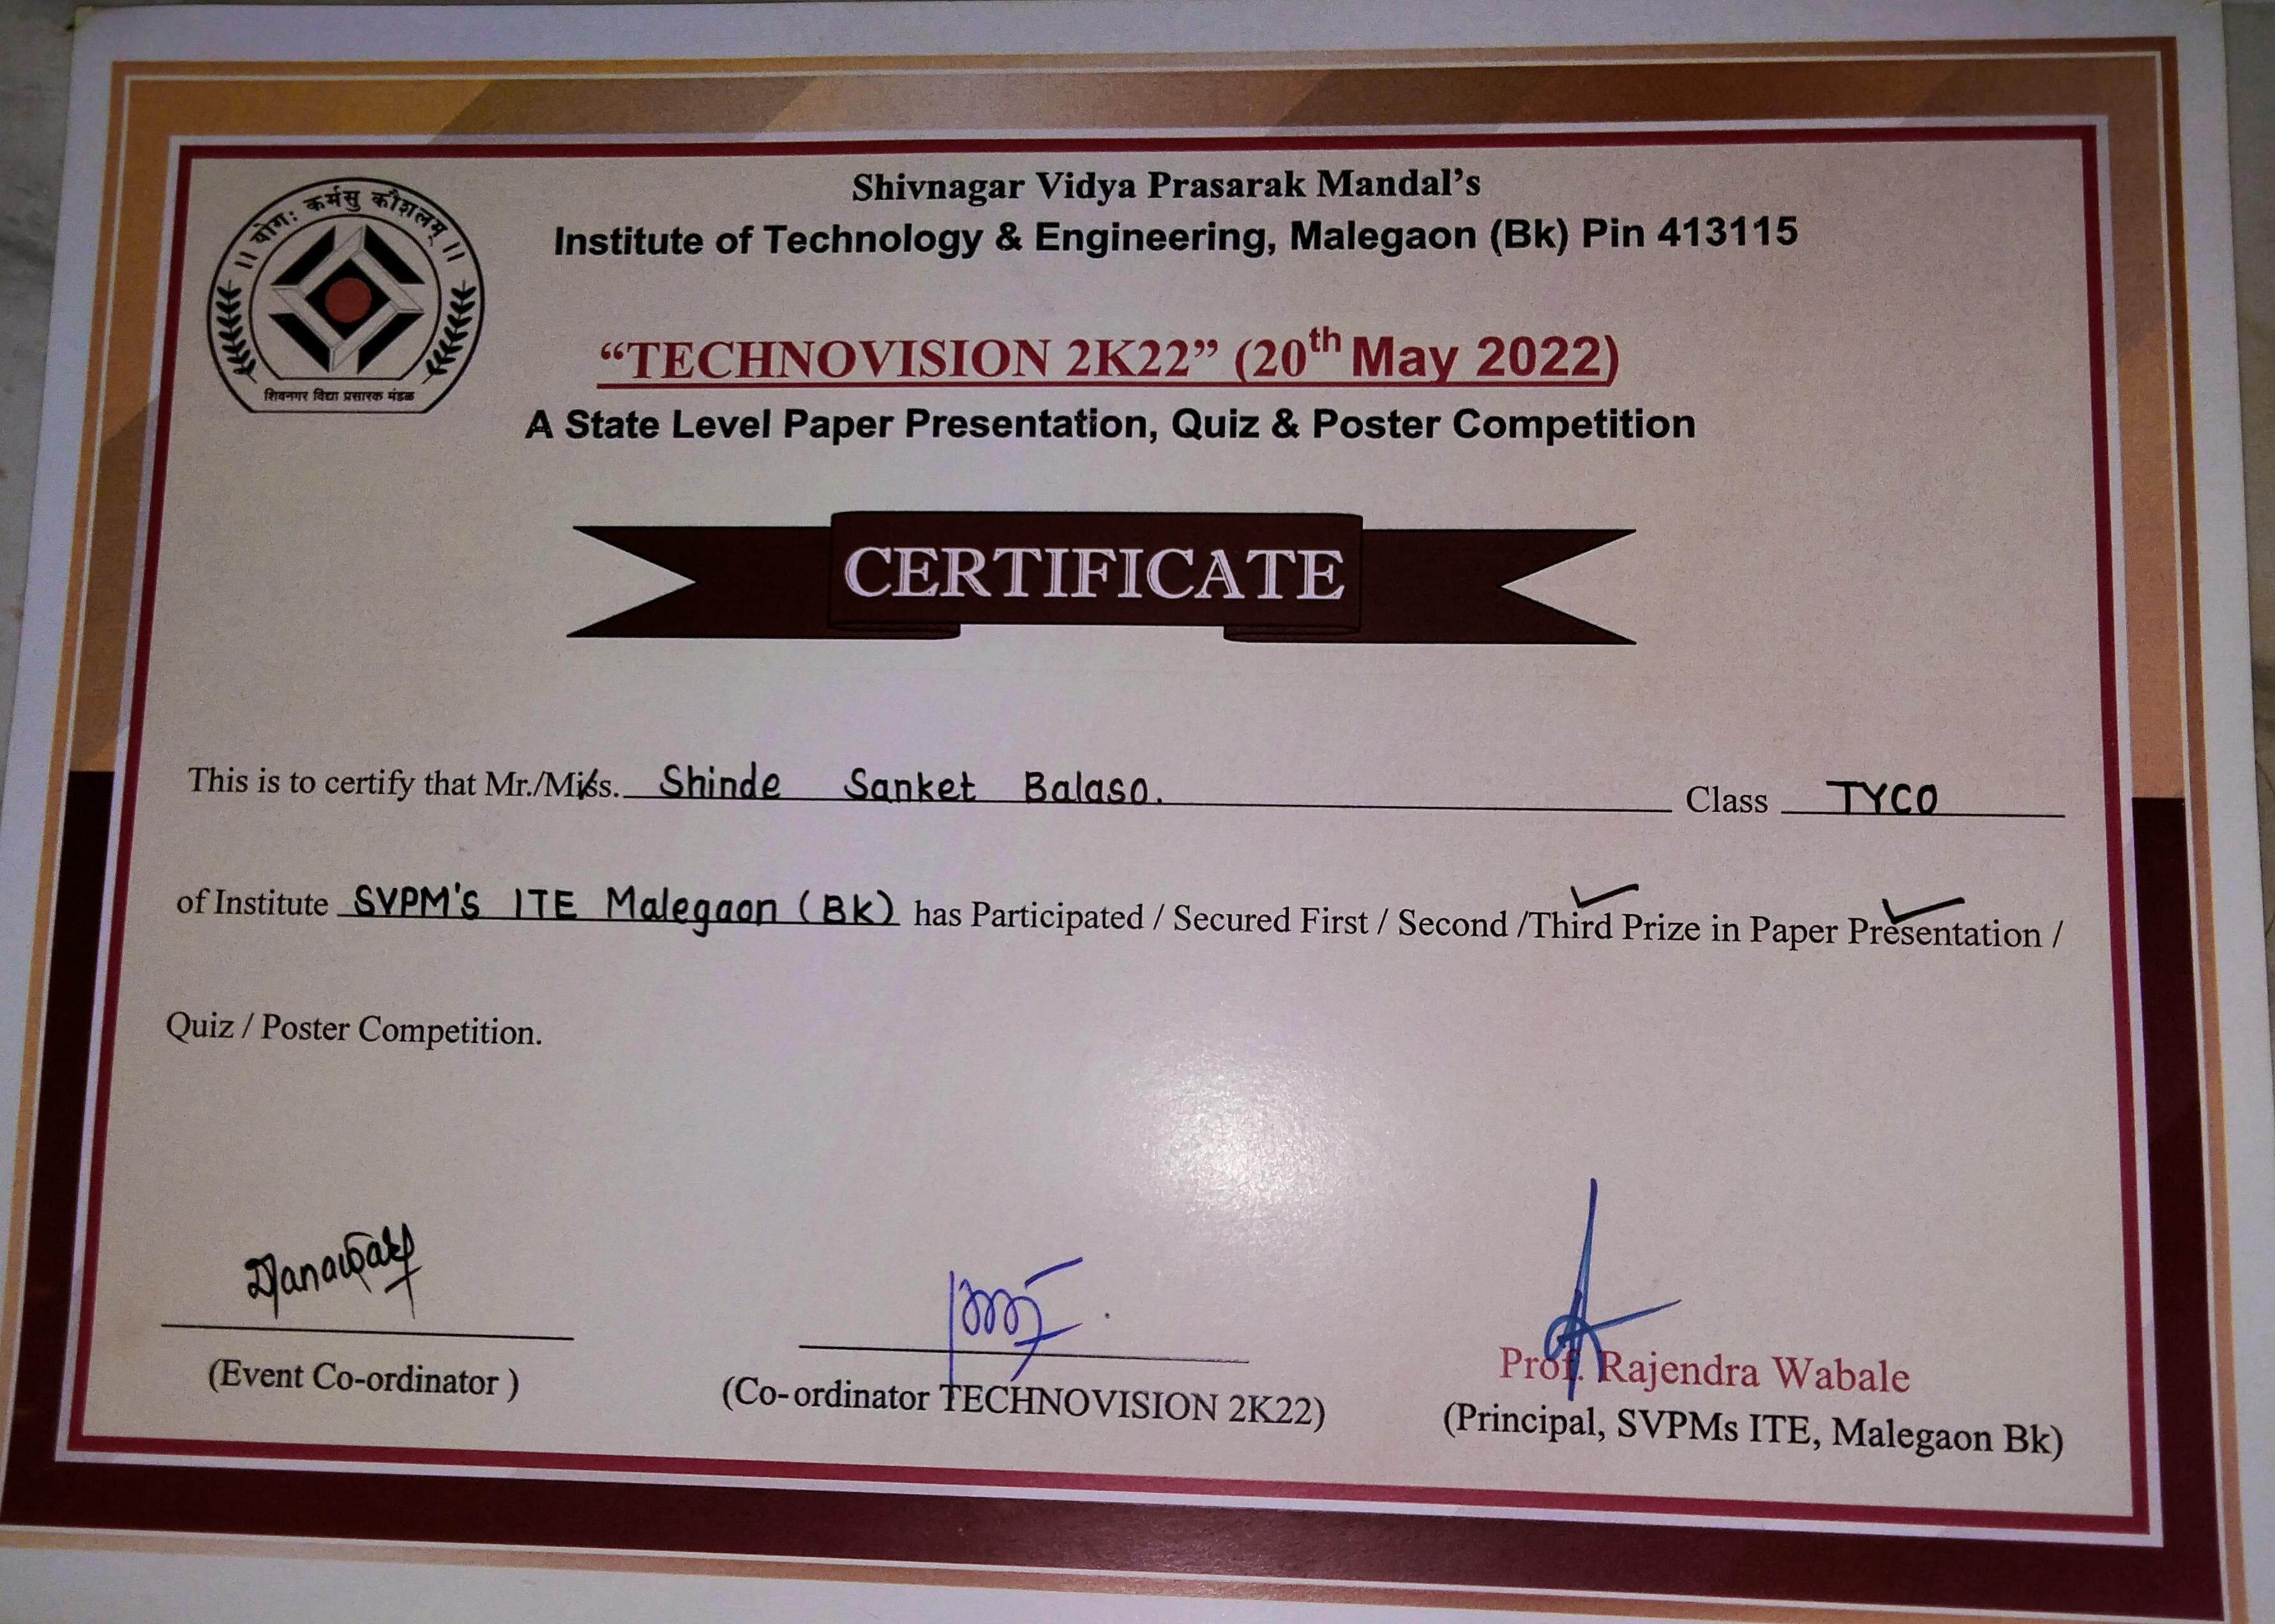 || योगः कर्मसु कौशलम् ||
शिवनगर विद्या प्रसारक मंडळ
Shivnagar Vidya Prasarak Mandal's
Institute of Technology & Engineering, Malegaon (Bk) Pin 413115
“TECHNOVISION 2K22” (20th May 2022)
A State Level Paper Presentation, Quiz & Poster Competition
CERTIFICATE
This is to certify that Mr./Miss. Shinde Sanket Balaso. Class TYCO
of Institute SVPM'S ITE Malegaon (Bk) has Participated / Secured First / Second /Third Prize in Paper Presentation /
Quiz / Poster Competition.
Prof. Rajendra Wabale
(Event Co-ordinator ) (Co-ordinator TECHNOVISION 2K22) (Principal, SVPMs ITE, Malegaon Bk)